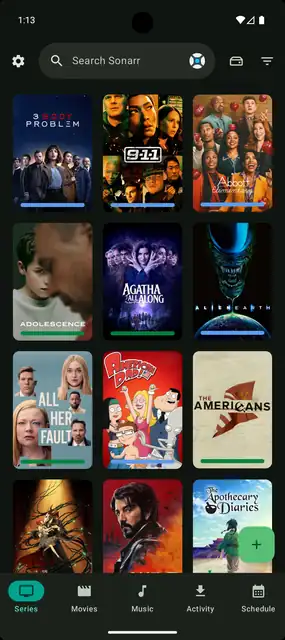 1:13
Search Sonarr
3 BODY
PROBLEM
9-1-1
Abbott
Elementary
ADOLESCENCE
AGATHA
ALL ALONG
ALIEN EARTH
ALL
HER
FAULT
AMERICAN
DAD!
THE
AMERICANS
The
Apothecary
Diaries
+
Series
Movies
Music
Activity
Schedule